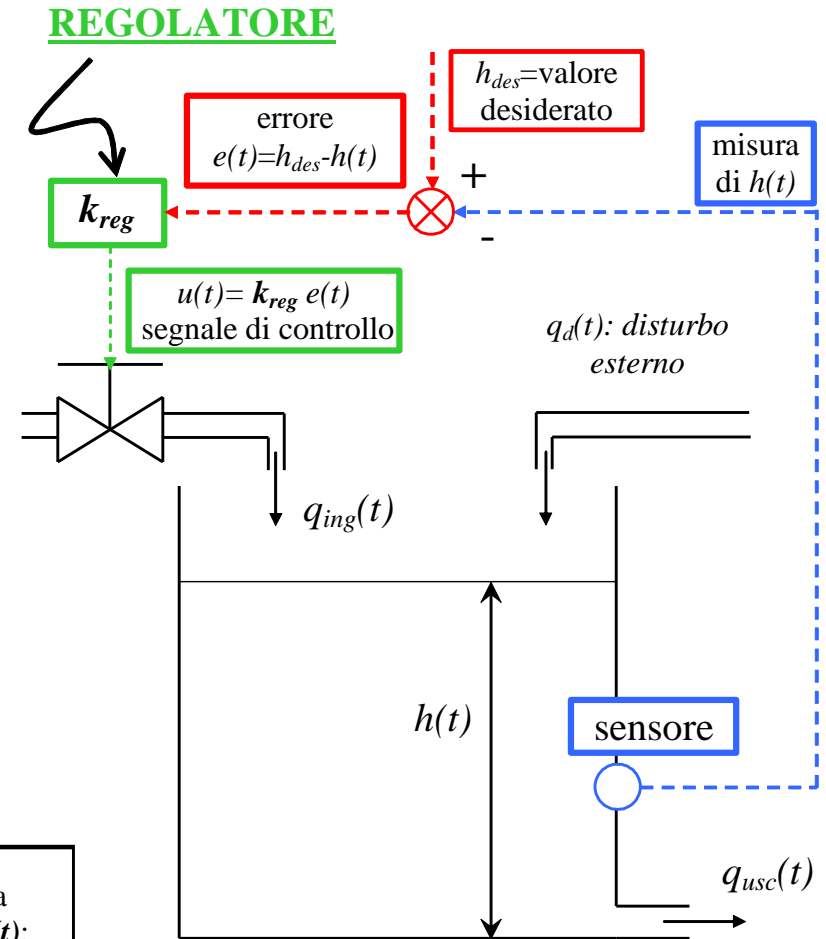 REGOLATORE
h_des=valore
desiderato
errore
e(t)=h_des-h(t)
misura
di h(t)
+
-
k_reg
u(t)= k_reg e(t)
segnale di controllo
q_d(t): disturbo
esterno
q_ing(t)
h(t)
sensore
q_usc(t)
a
(t):